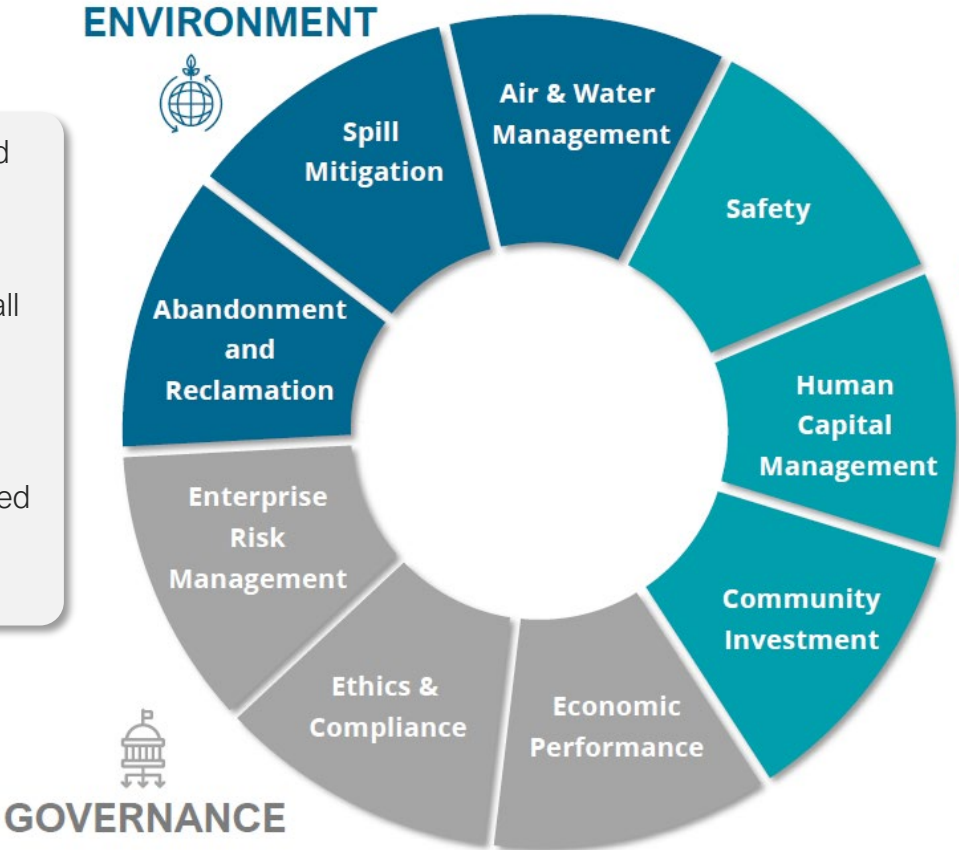 ENVIRONMENT
Air & Water
Management
Spill
Mitigation
Safety
Abandonment
and
Reclamation
Human
Capital
Management
Enterprise
Risk
Management
Community
Investment
Ethics &
Compliance
Economic
Performance
GOVERNANCE